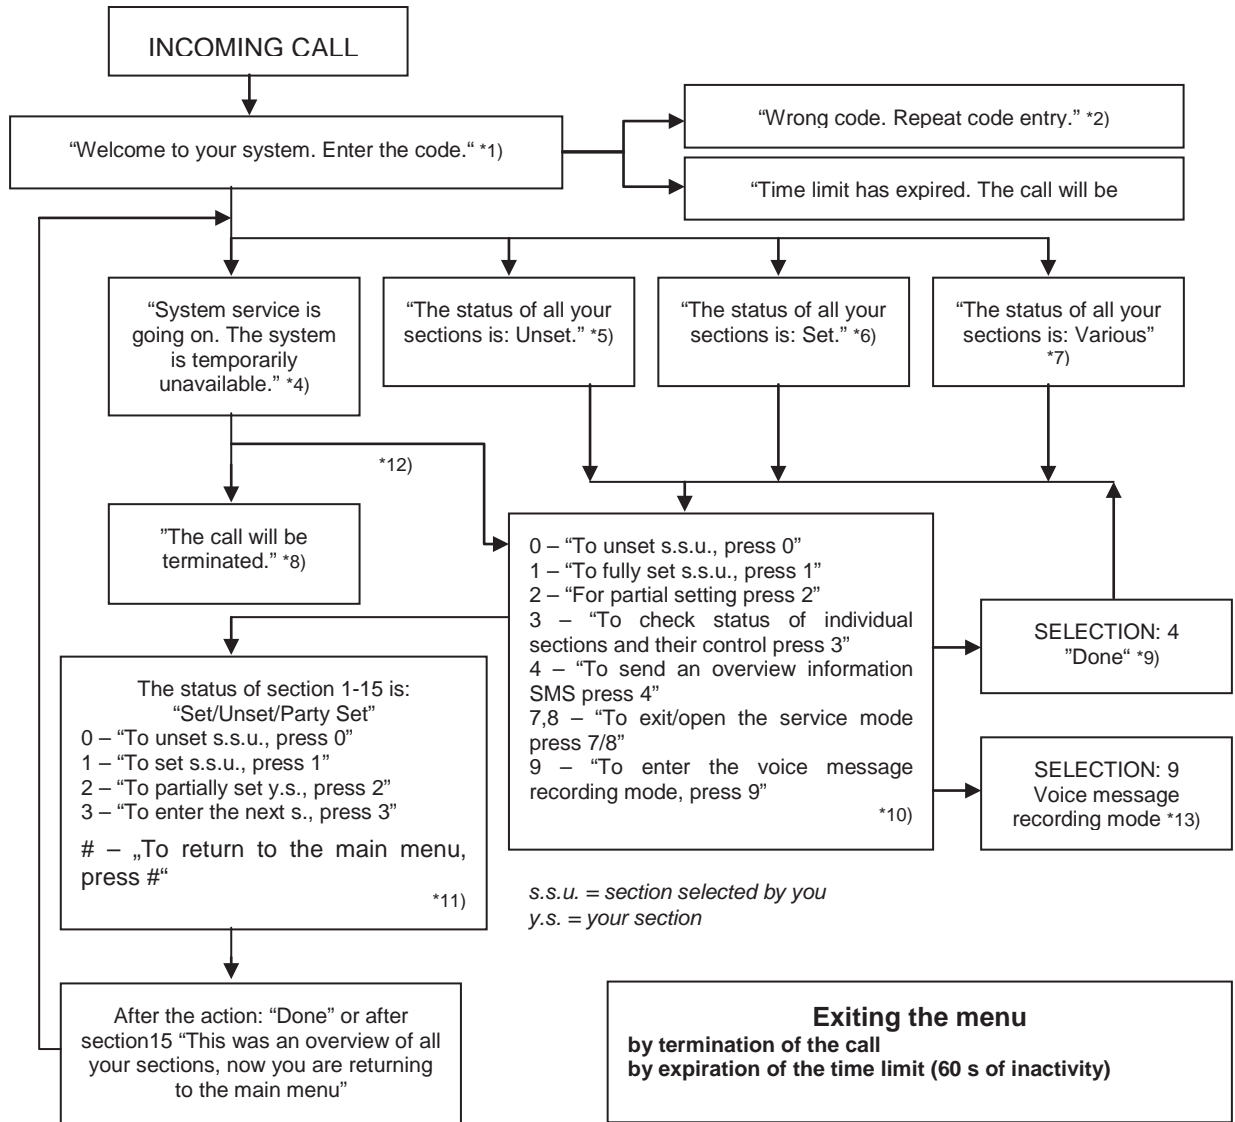 INCOMING CALL
“Welcome to your system. Enter the code.“ *1)
“Wrong code. Repeat code entry.” *2)
“Time limit has expired. The call will be
“System service is
going on. The system
is temporarily
unavailable.” *4)
“The status of all your
sections is: Unset.” *5)
“The status of all your
sections is: Set.” *6)
“The status of all your
sections is: Various”
*7)
*12)
”The call will be
terminated.” *8)
0 – “To unset s.s.u., press 0”
1 – “To fully set s.s.u., press 1”
2 – “For partial setting press 2”
3 – “To check status of individual
sections and their control press 3”
4 – “To send an overview information
SMS press 4”
7,8 – “To exit/open the service mode
press 7/8”
9 – “To enter the voice message
recording mode, press 9”
*10)
SELECTION: 4
”Done“ *9)
SELECTION: 9
Voice message
recording mode *13)
The status of section 1-15 is:
“Set/Unset/Party Set”
0 – “To unset s.s.u., press 0”
1 – “To set s.s.u., press 1”
2 – “To partially set y.s., press 2”
3 – “To enter the next s., press 3”
# – „To return to the main menu,
press #“
*11)
s.s.u. = section selected by you
y.s. = your section
After the action: “Done” or after
section15 “This was an overview of all
your sections, now you are returning
to the main menu”
Exiting the menu
by termination of the call
by expiration of the time limit (60 s of inactivity)